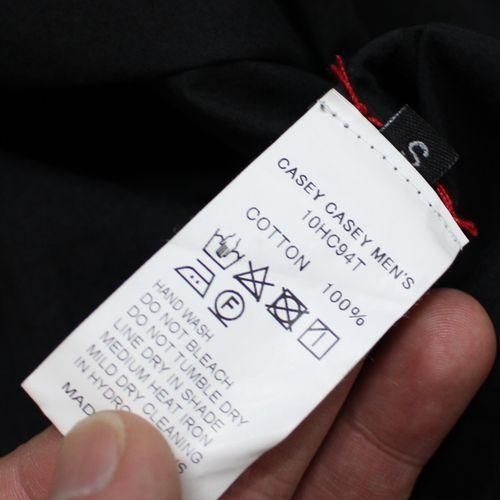 S
CASEY CASEY MEN'S
10HC94T
COTTON 100%
F
HAND WASH
DO NOT BLEACH
DO NOT TUMBLE DRY
LINE DRY IN SHADE
MEDIUM HEAT IRON
MILD DRY CLEANING
IN HYDRO
MAD
S